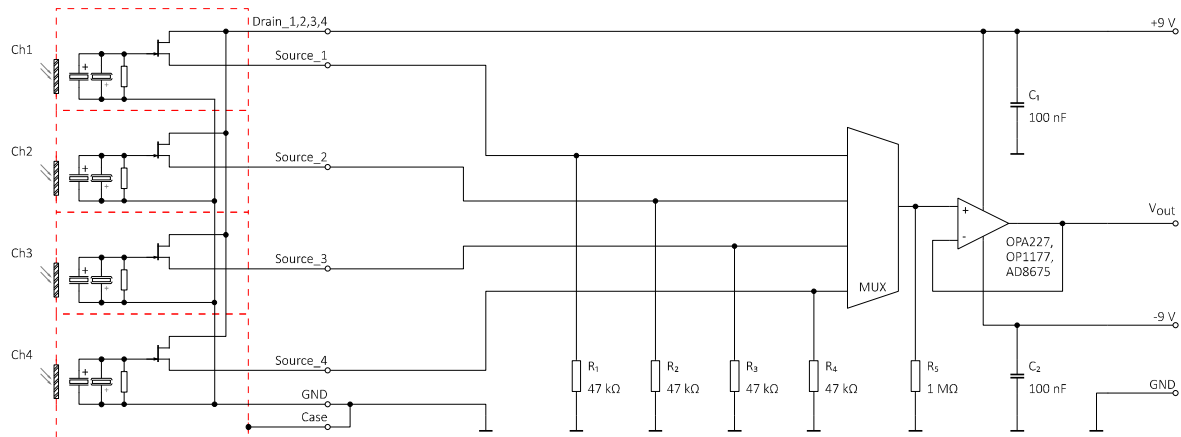 Drain_1,2,3,4
+9 V
Ch1
Source_1
C₁
100 nF
Ch2
Source_2
Ch3
Source_3
MUX
+
-
OPA227,
OP1177,
AD8675
Vout
Ch4
Source_4
GND
Case
R₁
47 kΩ
R₂
47 kΩ
R₃
47 kΩ
R₄
47 kΩ
R₅
1 MΩ
-9 V
C₂
100 nF
GND